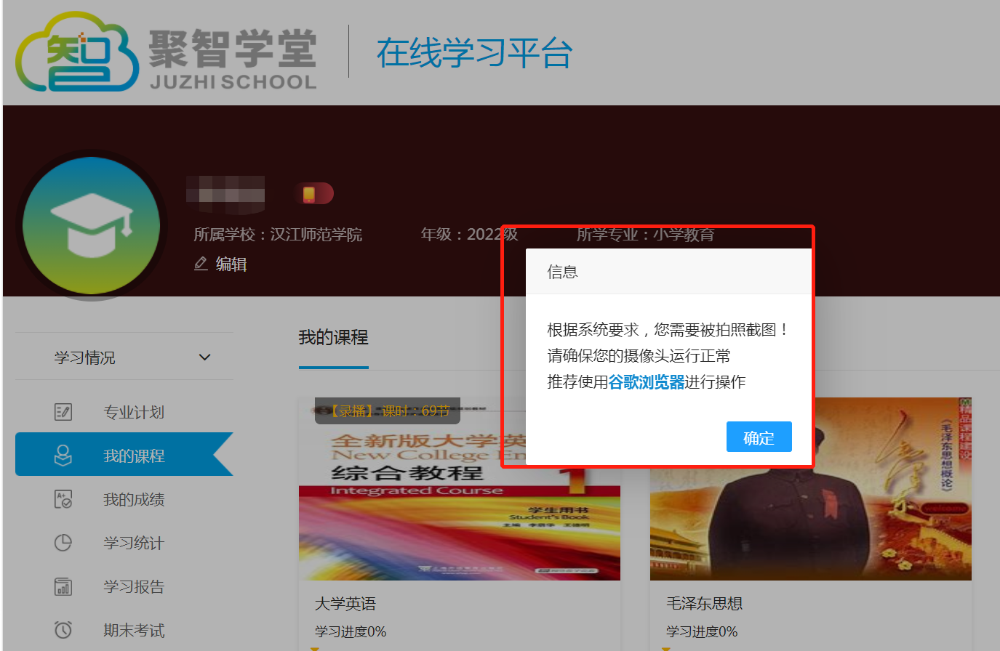 智
聚智学堂
JUZHI SCHOOL
在线学习平台
所属学校：汉江师范学院
年级：2022级
所学专业：小学教育
编辑
信息
根据系统要求，您需要被拍照截图！
请确保您的摄像头运行正常
推荐使用谷歌浏览器进行操作
确定
学习情况
专业计划
我的课程
我的成绩
学习统计
学习报告
期末考试
我的课程
【录播】 课时：69节
全新版大学英
New College En
综合教程
1
Integrated Course
学生用书
Student's Book
大学英语
学习进度0%
精品课程建设
《毛泽东思想概论》
welcome
毛泽东思想
学习进度0%